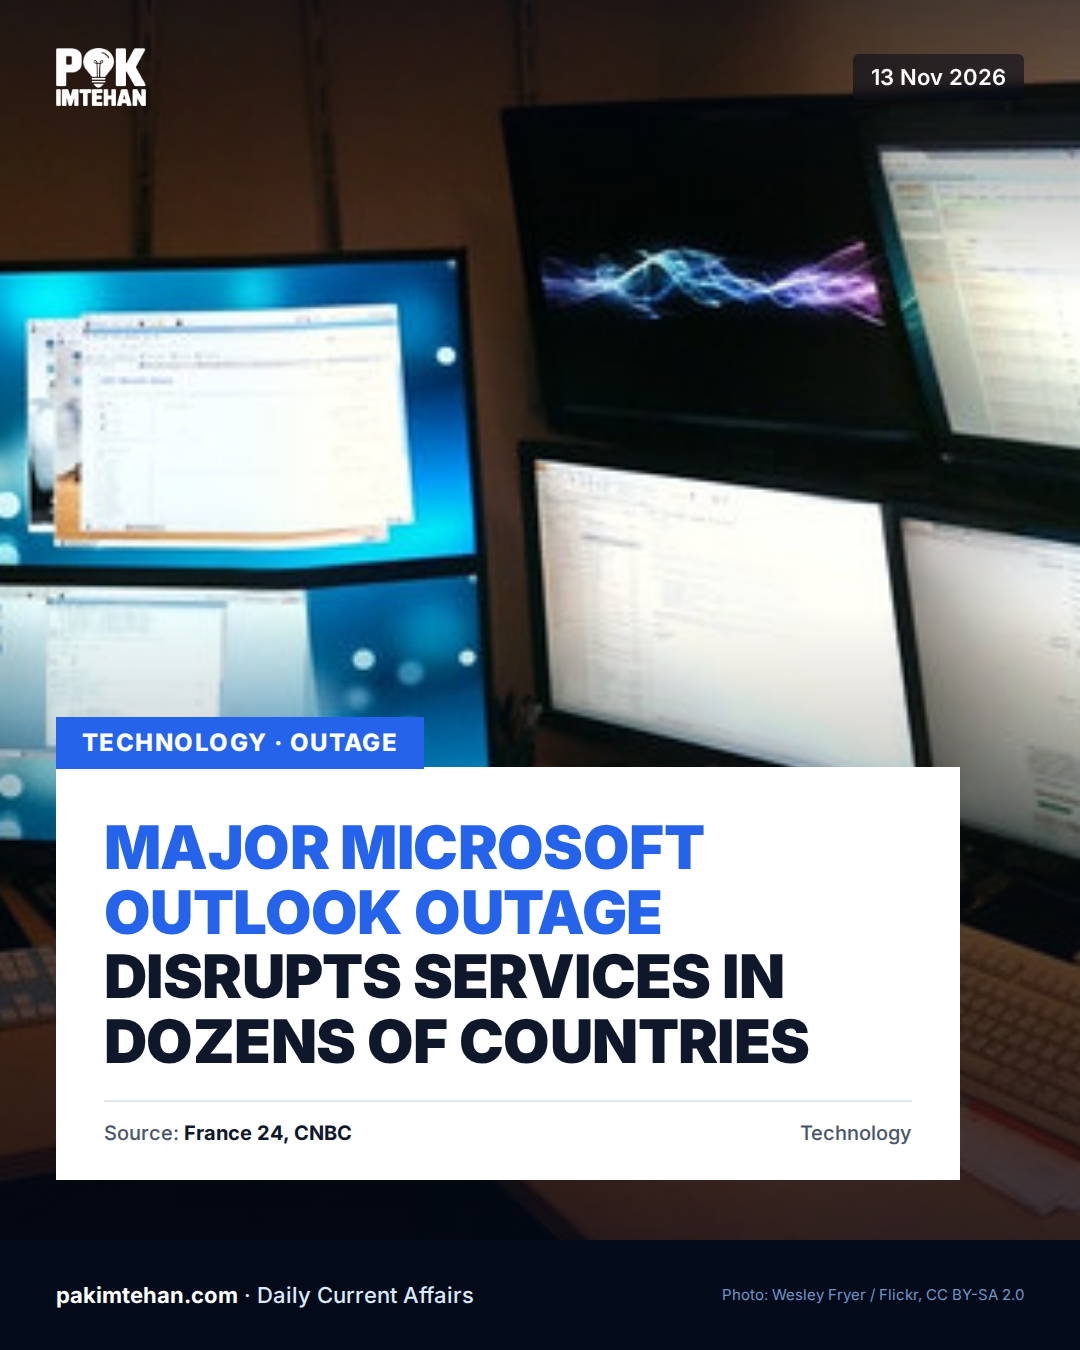 PAK
IMTEHAN
13 Nov 2026
TECHNOLOGY · OUTAGE
MAJOR MICROSOFT
OUTLOOK OUTAGE
DISRUPTS SERVICES IN
DOZENS OF COUNTRIES
Source: France 24, CNBC
Technology
pakimtehan.com · Daily Current Affairs
Photo: Wesley Fryer / Flickr, CC BY-SA 2.0